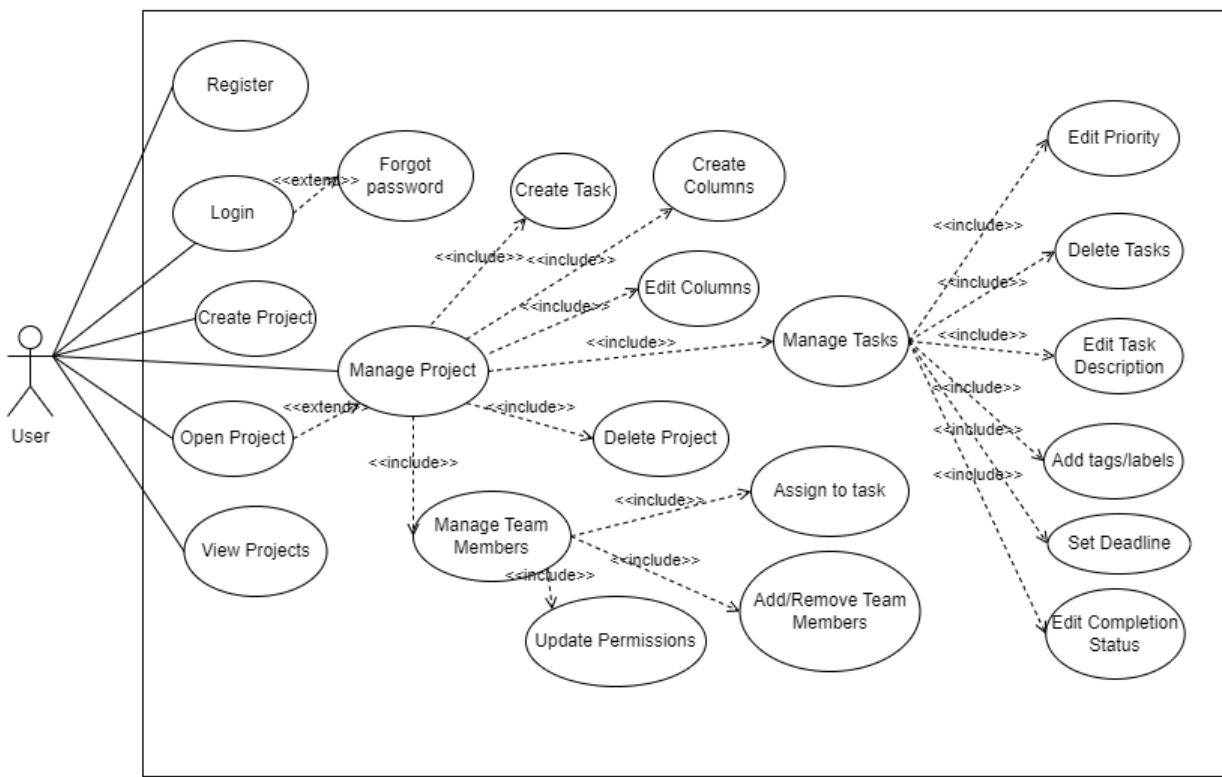 Register
Forgot
password
<<extend>>
Login
Create Task
Create
Columns
Edit Priority
<<include>>
<<include>>
<<include>>
Delete Tasks
<<include>>
Edit Columns
<<include>>
Create Project
Manage Project
<<include>>
Manage Tasks
<<include>>
Edit Task
Description
User
Open Project
<<extend>>
<<include>>
Delete Project
<<include>>
<<include>>
Add tags/labels
<<include>>
<<include>>
Assign to task
<<include>>
View Projects
Manage Team
Members
<<include>>
<<include>>
Set Deadline
Update Permissions
Add/Remove Team
Members
Edit Completion
Status